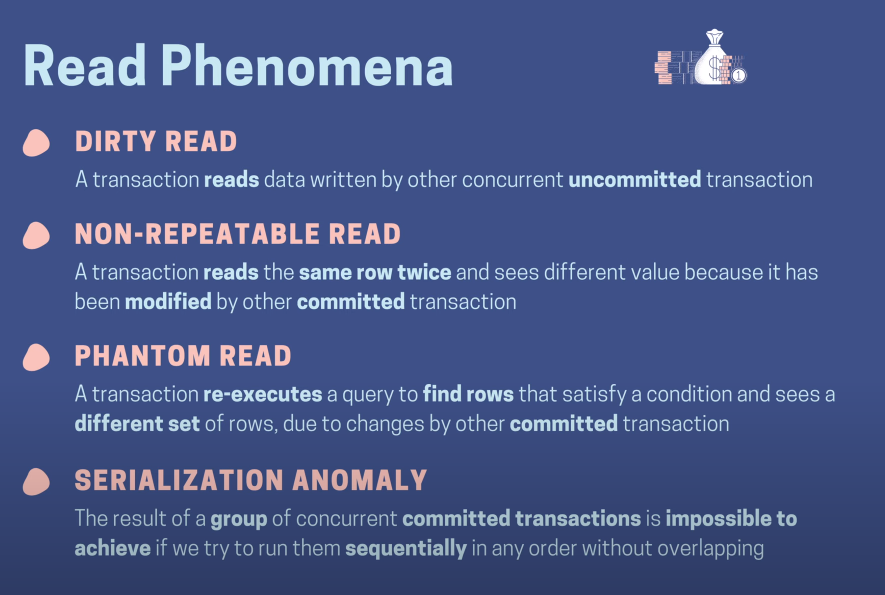 Read Phenomena
$
1
DIRTY READ
A transaction reads data written by other concurrent uncommitted transaction
NON-REPEATABLE READ
A transaction reads the same row twice and sees different value because it has
been modified by other committed transaction
PHANTOM READ
A transaction re-executes a query to find rows that satisfy a condition and sees a
different set of rows, due to changes by other committed transaction
SERIALIZATION ANOMALY
The result of a group of concurrent committed transactions is impossible to
achieve if we try to run them sequentially in any order without overlapping